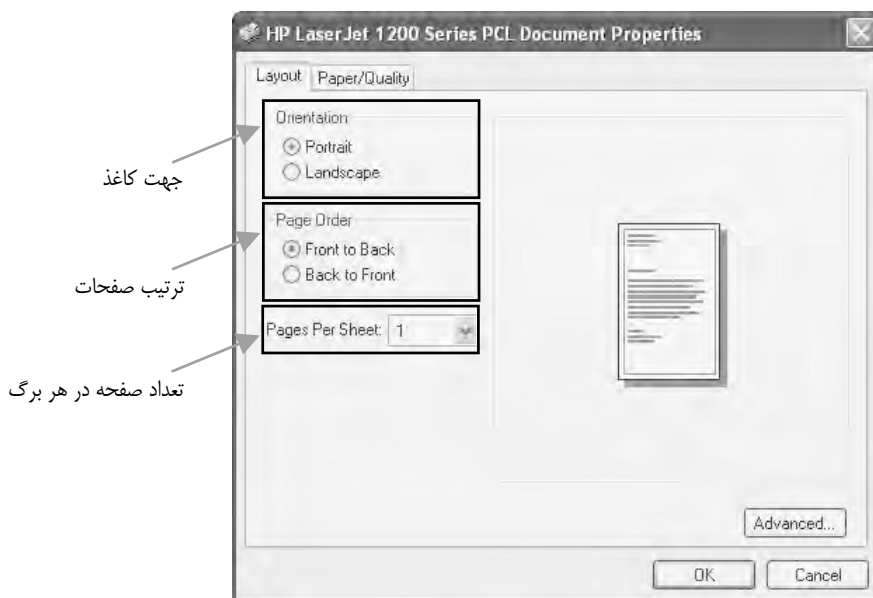 HP LaserJet 1200 Series PCL Document Properties
Layout
Paper/Quality
Orientation
Portrait
Landscape
جهت کاغذ
Page Order
Front to Back
Back to Front
ترتیب صفحات
Pages Per Sheet: 1
تعداد صفحه در هر برگ
Advanced...
OK
Cancel